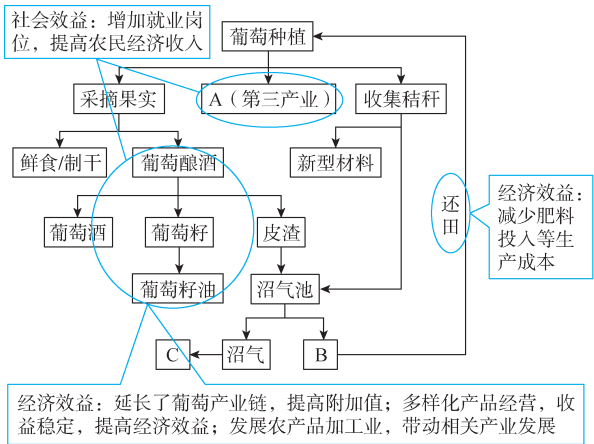 社会效益：增加就业岗
位，提高农民经济收入
葡萄种植
采摘果实
A（第三产业）
收集秸秆
鲜食/制干
葡萄酿酒
新型材料
还田
经济效益：
减少肥料
投入等生
产成本
葡萄酒
葡萄籽
皮渣
葡萄籽油
沼气池
C
沼气
B
经济效益：延长了葡萄产业链，提高附加值；多样化产品经营，收
益稳定，提高经济效益；发展农产品加工业，带动相关产业发展